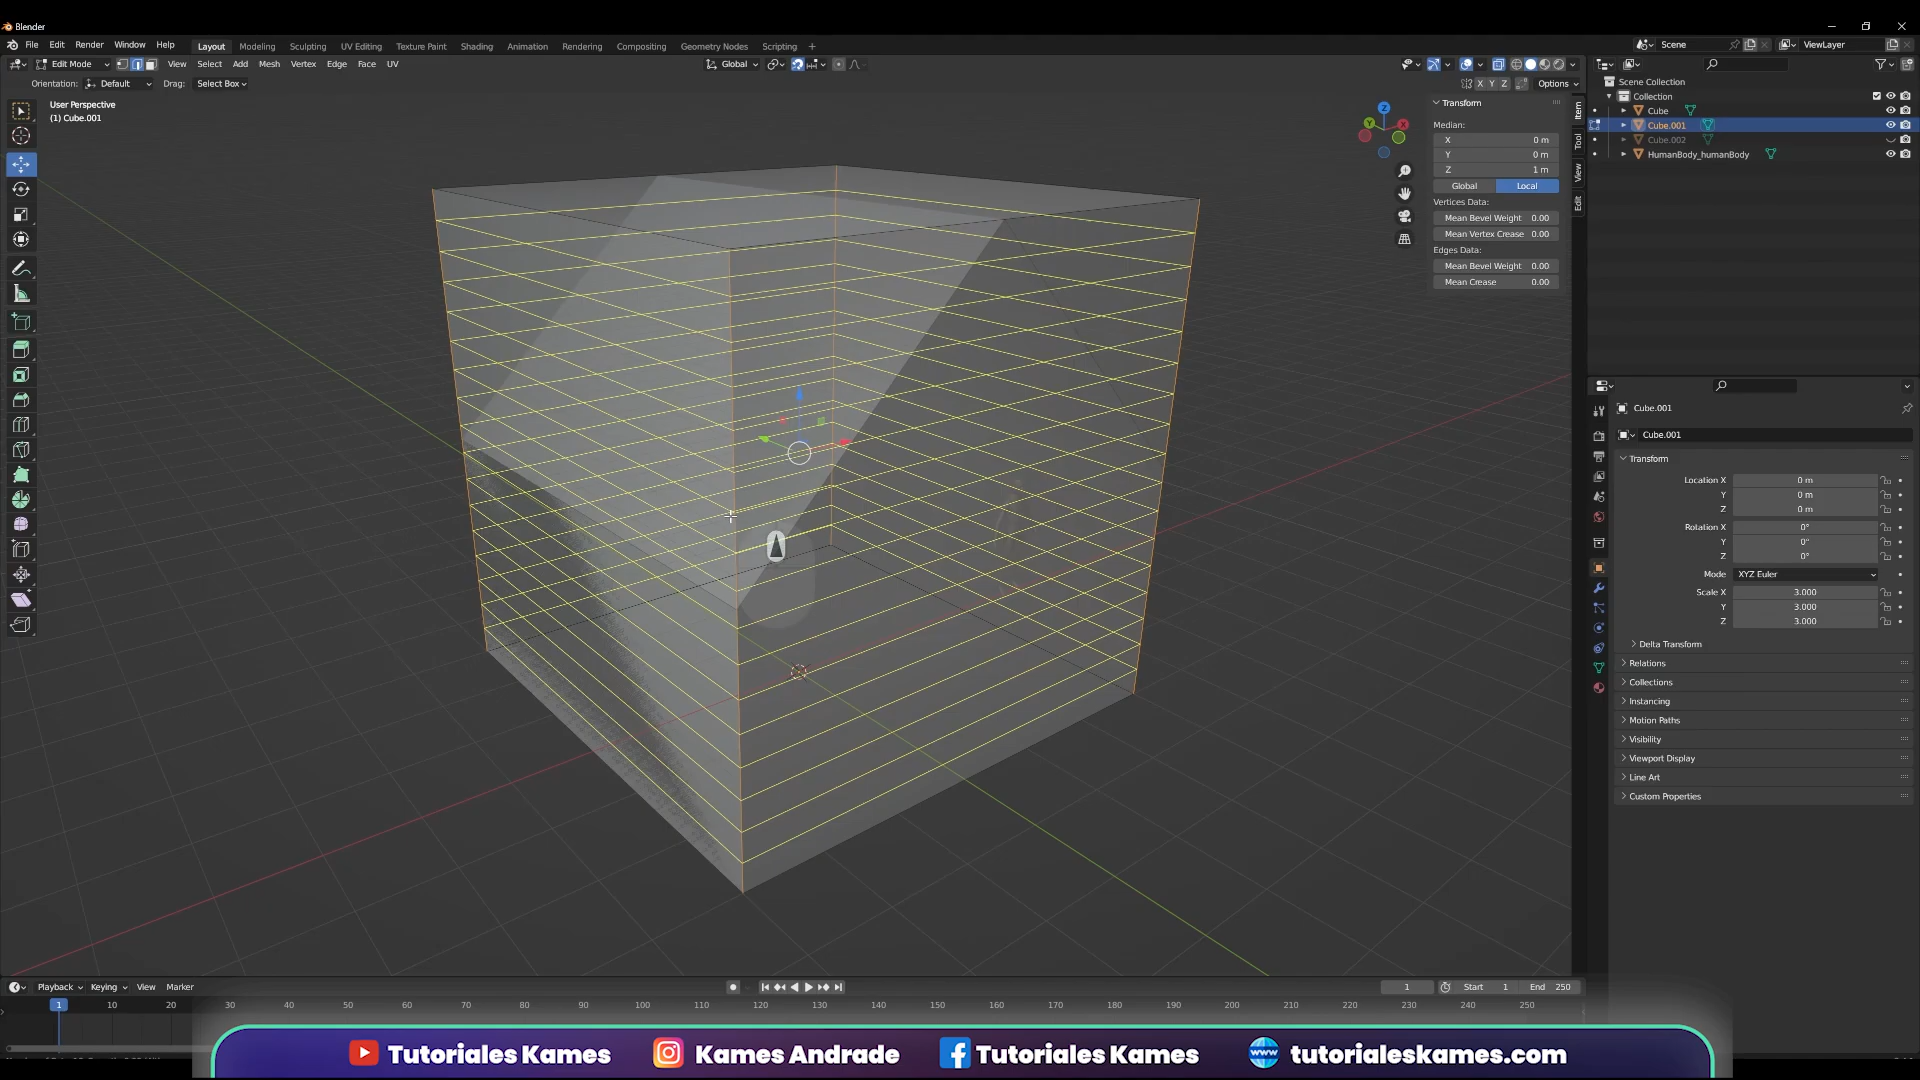 Blender
File Edit Render Window Help
Layout Modeling Sculpting UV Editing Texture Paint Shading Animation Rendering Compositing Geometry Nodes Scripting +
Scene
ViewLayer
Edit Mode View Select Add Mesh Vertex Edge Face UV
Global
Orientation: Default Drag: Select Box
X Y Z Options
User Perspective
(1) Cube.001
Z
Y
X
Transform
Median:
X 0 m
Y 0 m
Z 1 m
Global Local
Vertices Data:
Mean Bevel Weight 0.00
Mean Vertex Crease 0.00
Edges Data:
Mean Bevel Weight 0.00
Mean Crease 0.00
Item
Tool
View
Edit
Scene Collection
Collection
Cube
Cube.001
Cube.002
HumanBody_humanBody
Cube.001
Cube.001
Transform
Location X 0 m
Y 0 m
Z 0 m
Rotation X 0°
Y 0°
Z 0°
Mode XYZ Euler
Scale X 3.000
Y 3.000
Z 3.000
Delta Transform
Relations
Collections
Instancing
Motion Paths
Visibility
Viewport Display
Line Art
Custom Properties
Playback Keying View Marker
1 Start 1 End 250
1 10 20 30 40 50 60 70 80 90 100 110 120 130 140 150 160 170 180 190 200 210 220 230 240 250
Tutoriales Kames Kames Andrade Tutoriales Kames www tutorialeskames.com